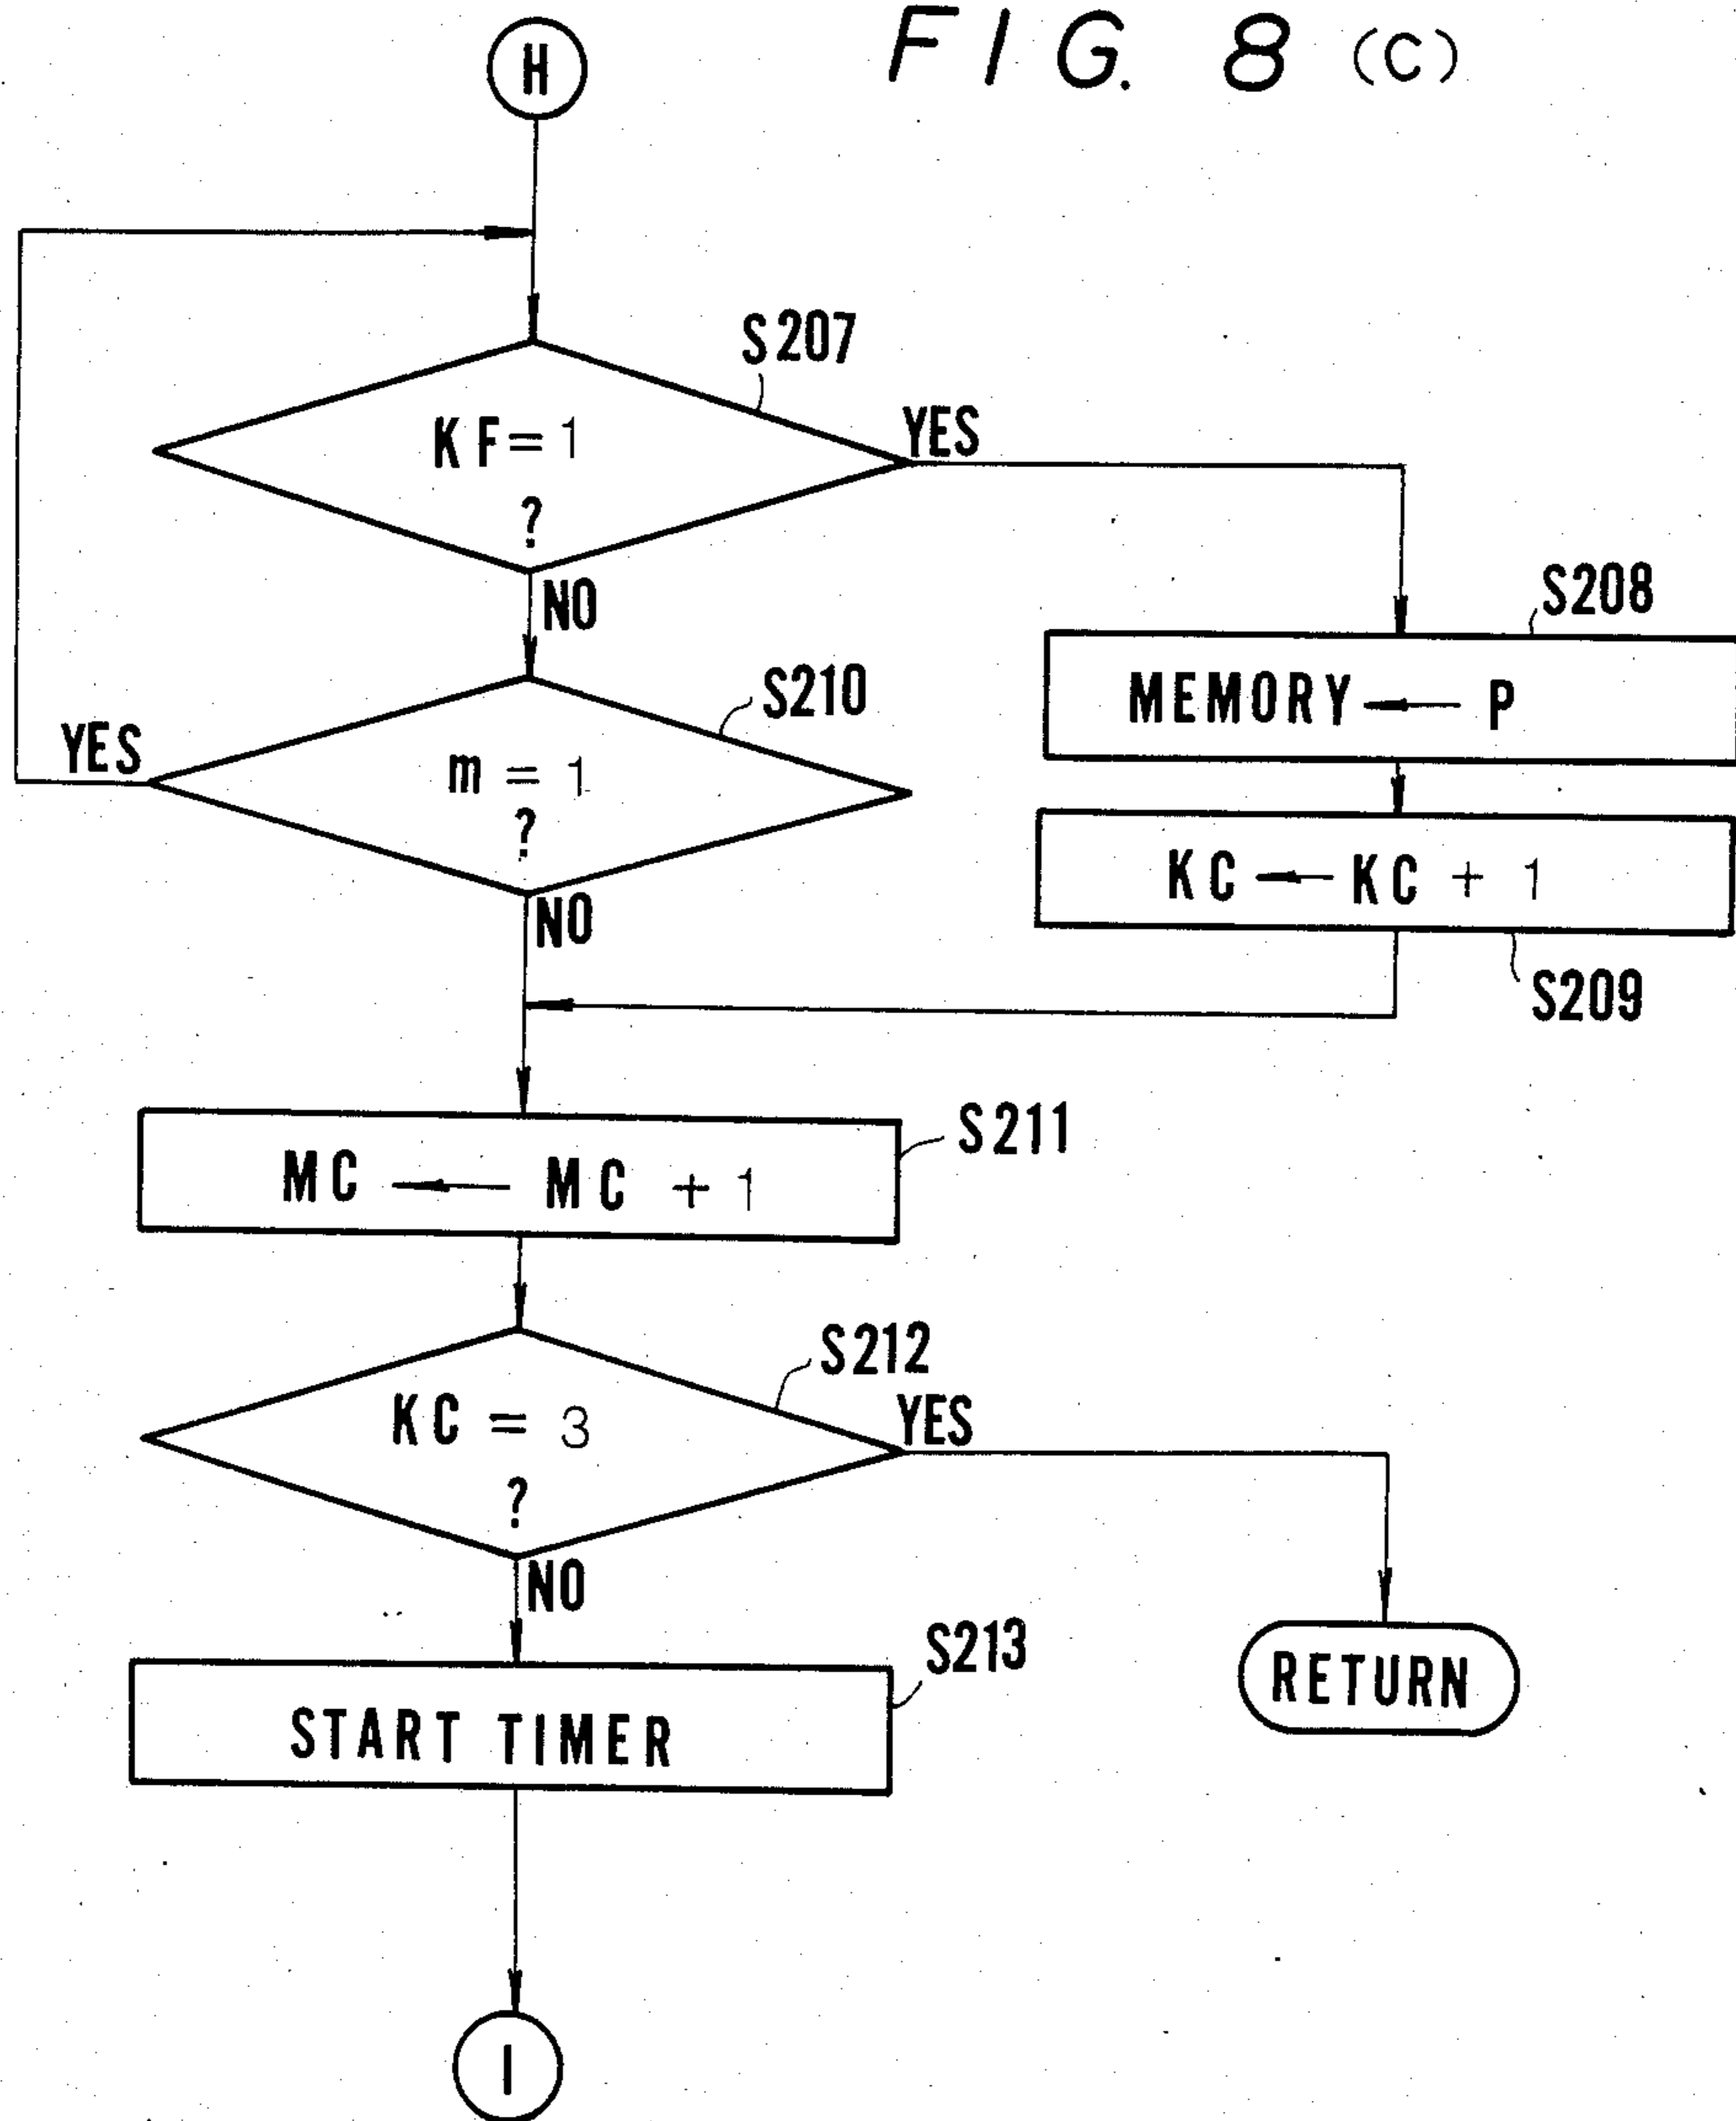 FIG. 8 (C)
H
S207
KF=1
?
YES
NO
S208
MEMORY ← P
S210
YES
m = 1
?
NO
KC ← KC + 1
S209
S211
MC ← MC + 1
S212
KC = 3
?
YES
NO
S213
START TIMER
RETURN
I